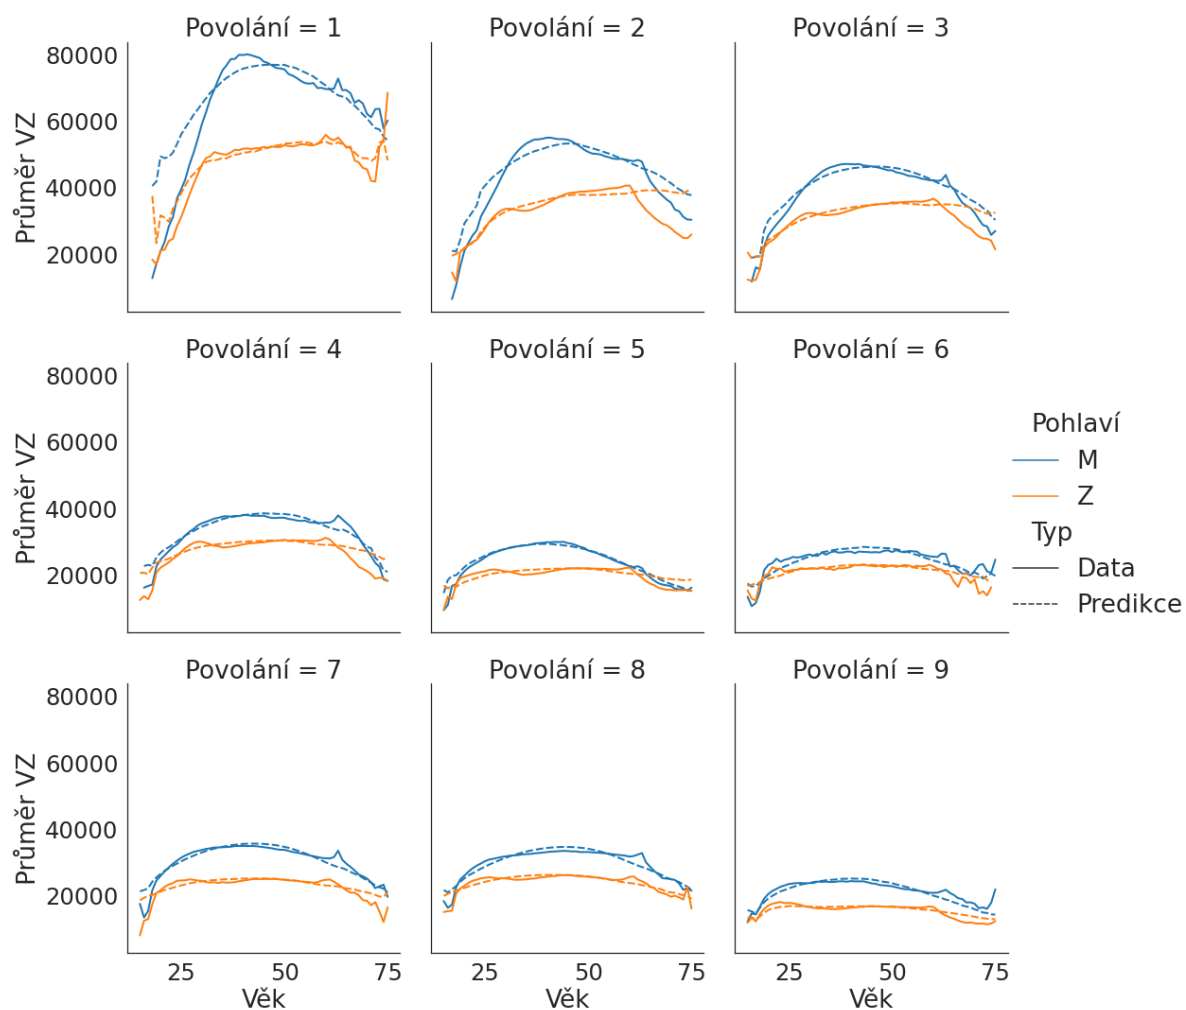 Povolání = 1
Povolání = 2
Povolání = 3
Průměr VZ
80000
60000
40000
20000
Povolání = 4
Povolání = 5
Povolání = 6
Průměr VZ
80000
60000
40000
20000
Pohlaví
M
Z
Typ
Data
Predikce
Povolání = 7
Povolání = 8
Povolání = 9
Průměr VZ
80000
60000
40000
20000
25 50 75
25 50 75
25 50 75
Věk
Věk
Věk